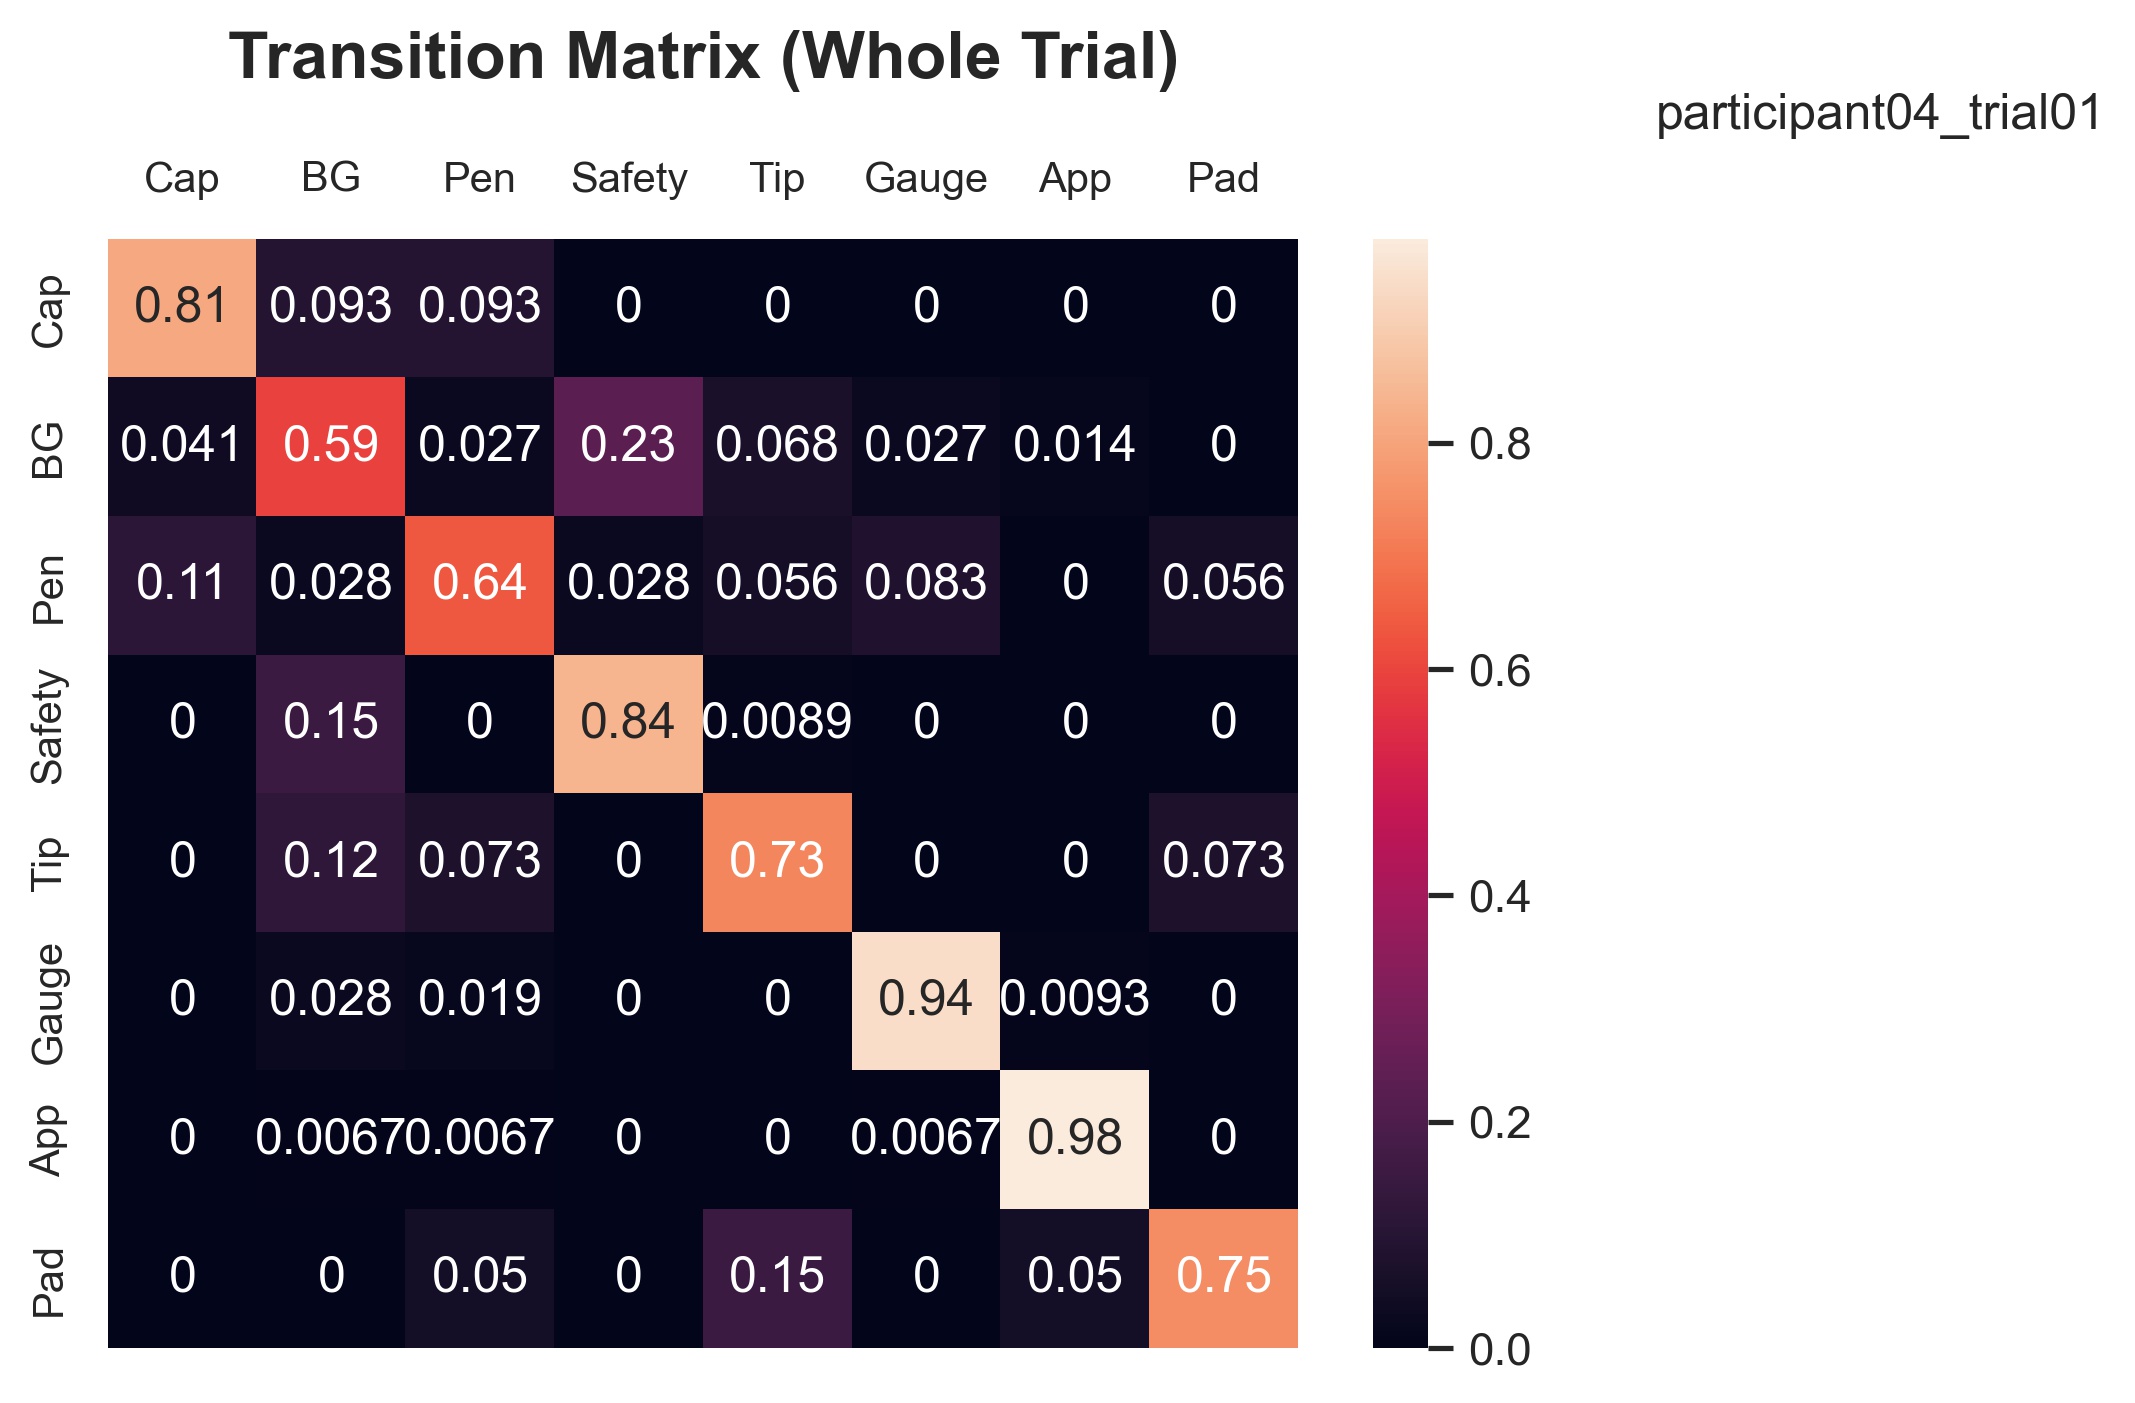 Transition Matrix (Whole Trial)
participant04_trial01
Cap BG Pen Safety Tip Gauge App Pad
Cap 0.81 0.093 0.093 0 0 0 0 0
BG 0.041 0.59 0.027 0.23 0.068 0.027 0.014 0
Pen 0.11 0.028 0.64 0.028 0.056 0.083 0 0.056
Safety 0 0.15 0 0.84 0.0089 0 0 0
Tip 0 0.12 0.073 0 0.73 0 0 0.073
Gauge 0 0.028 0.019 0 0 0.94 0.0093 0
App 0 0.0067 0.0067 0 0 0.0067 0.98 0
Pad 0 0 0.05 0 0.15 0 0.05 0.75
0.8
0.6
0.4
0.2
0.0